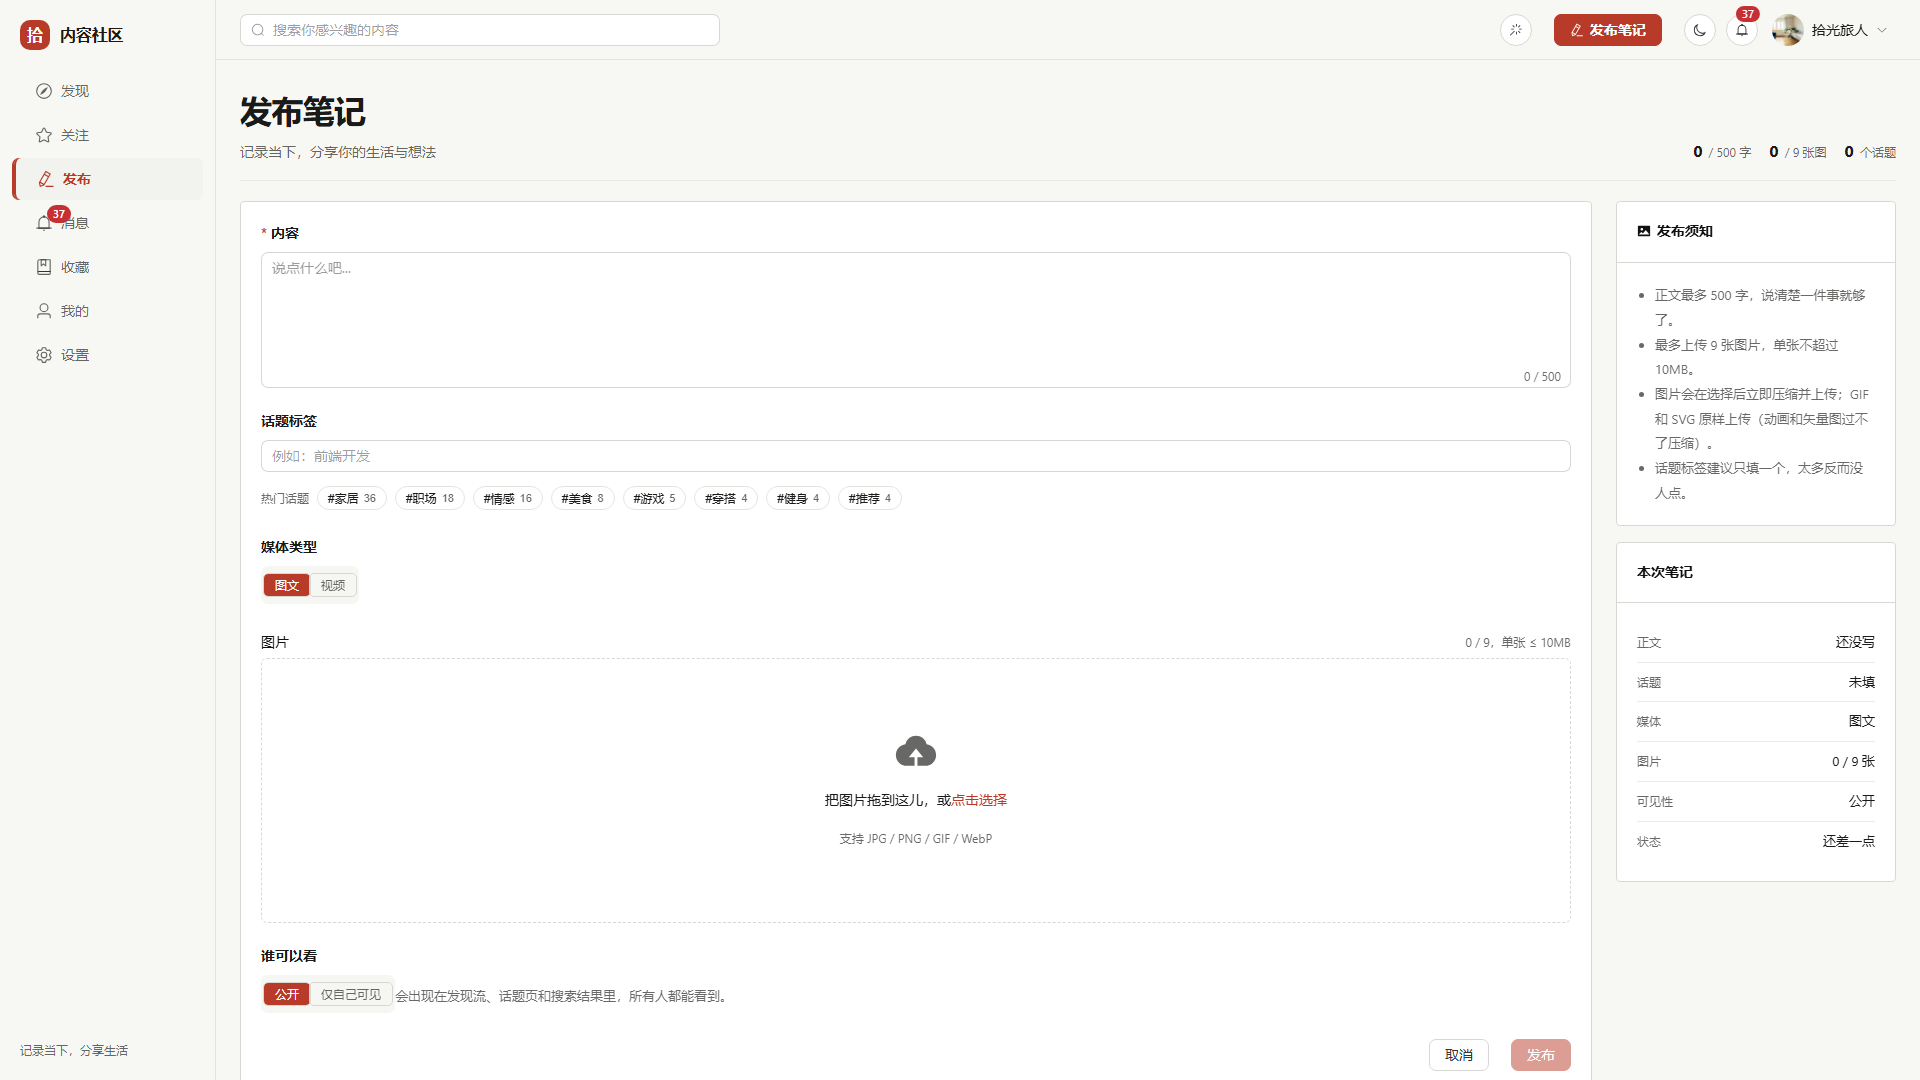 拾 内容社区
搜索你感兴趣的内容
发布笔记
37
拾光旅人
发现
关注
发布
37
消息
收藏
我的
设置
记录当下，分享生活
发布笔记
记录当下，分享你的生活与想法
0 / 500 字 0 / 9 张图 0 个话题
* 内容
说点什么吧...
0 / 500
话题标签
例如：前端开发
热门话题 #家居 36 #职场 18 #情感 16 #美食 8 #游戏 5 #穿搭 4 #健身 4 #推荐 4
媒体类型
图文 视频
图片 0 / 9，单张 ≤ 10MB
把图片拖到这儿，或点击选择
支持 JPG / PNG / GIF / WebP
谁可以看
公开 仅自己可见 会出现在发现流、话题页和搜索结果里，所有人都能看到。
取消 发布
发布须知
正文最多 500 字，说清楚一件事就够
了。
最多上传 9 张图片，单张不超过
10MB。
图片会在选择后立即压缩并上传；GIF
和 SVG 原样上传（动画和矢量图过不
了压缩）。
话题标签建议只填一个，太多反而没
人点。
本次笔记
正文 还没写
话题 未填
媒体 图文
图片 0 / 9 张
可见性 公开
状态 还差一点